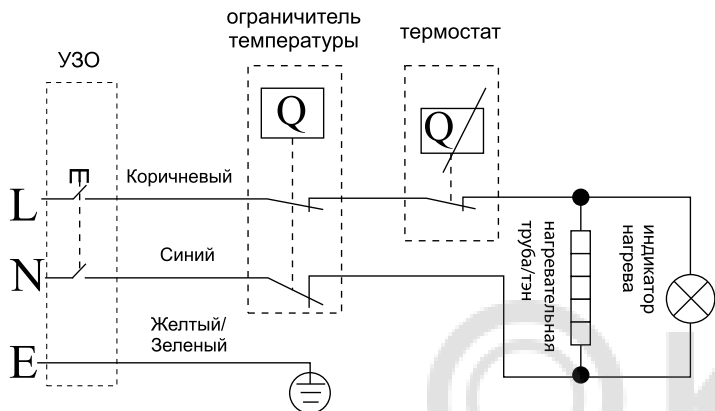 ограничитель
температуры
термостат
УЗО
Q
Q
L
Коричневый
N
Синий
E
Желтый/
Зеленый
нагревательная
труба/тэн
индикатор
нагрева